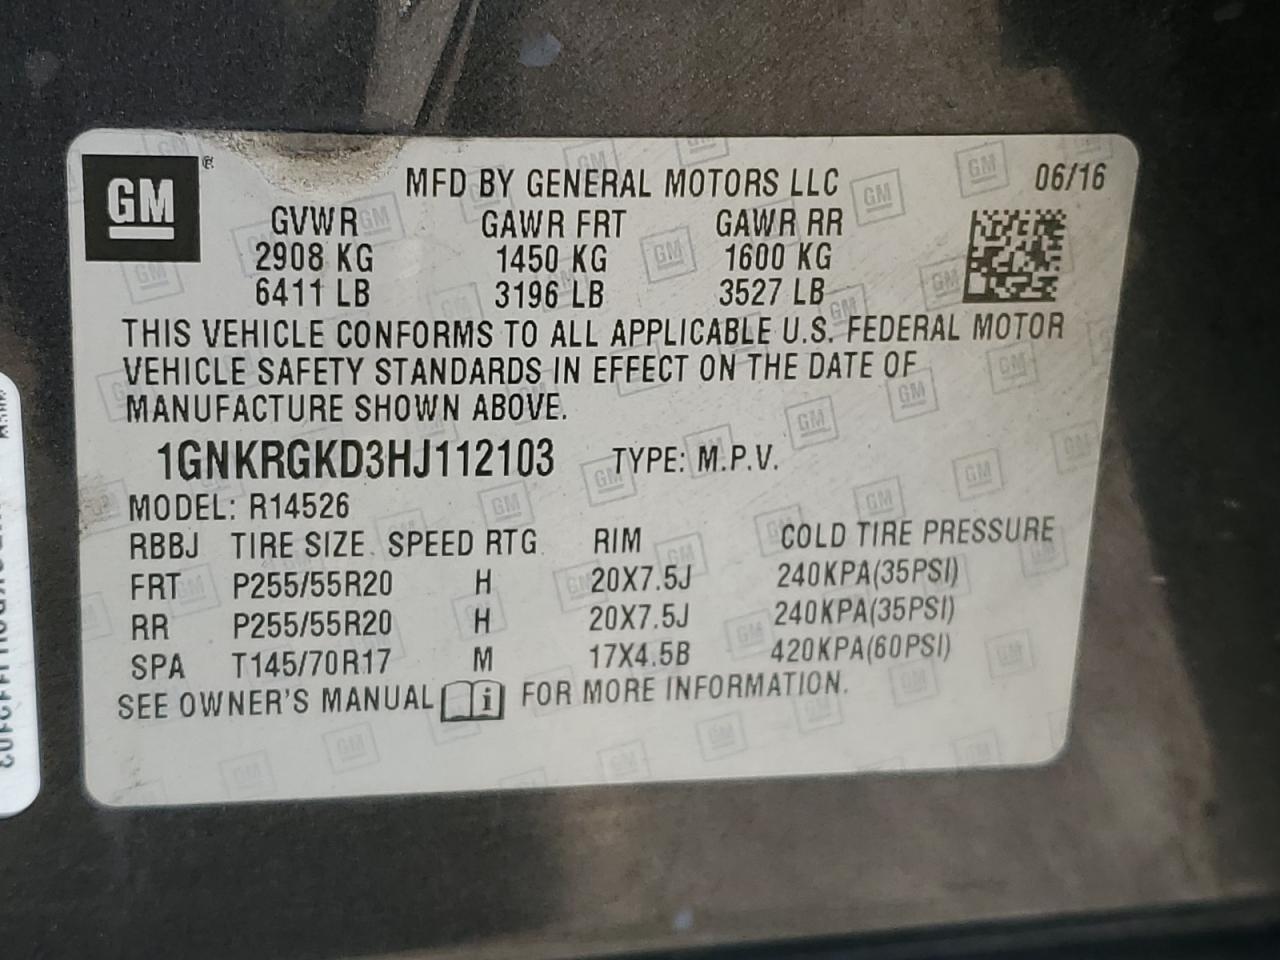 GM®
MFD BY GENERAL MOTORS LLC 06/16
GVWR GAWR FRT GAWR RR
2908 KG 1450 KG 1600 KG
6411 LB 3196 LB 3527 LB
THIS VEHICLE CONFORMS TO ALL APPLICABLE U.S. FEDERAL MOTOR
VEHICLE SAFETY STANDARDS IN EFFECT ON THE DATE OF
MANUFACTURE SHOWN ABOVE.
1GNKRGKD3HJ112103 TYPE: M.P.V.
MODEL: R14526
RBBJ TIRE SIZE SPEED RTG RIM COLD TIRE PRESSURE
FRT P255/55R20 H 20X7.5J 240KPA(35PSI)
RR P255/55R20 H 20X7.5J 240KPA(35PSI)
SPA T145/70R17 M 17X4.5B 420KPA(60PSI)
SEE OWNER'S MANUAL i FOR MORE INFORMATION.